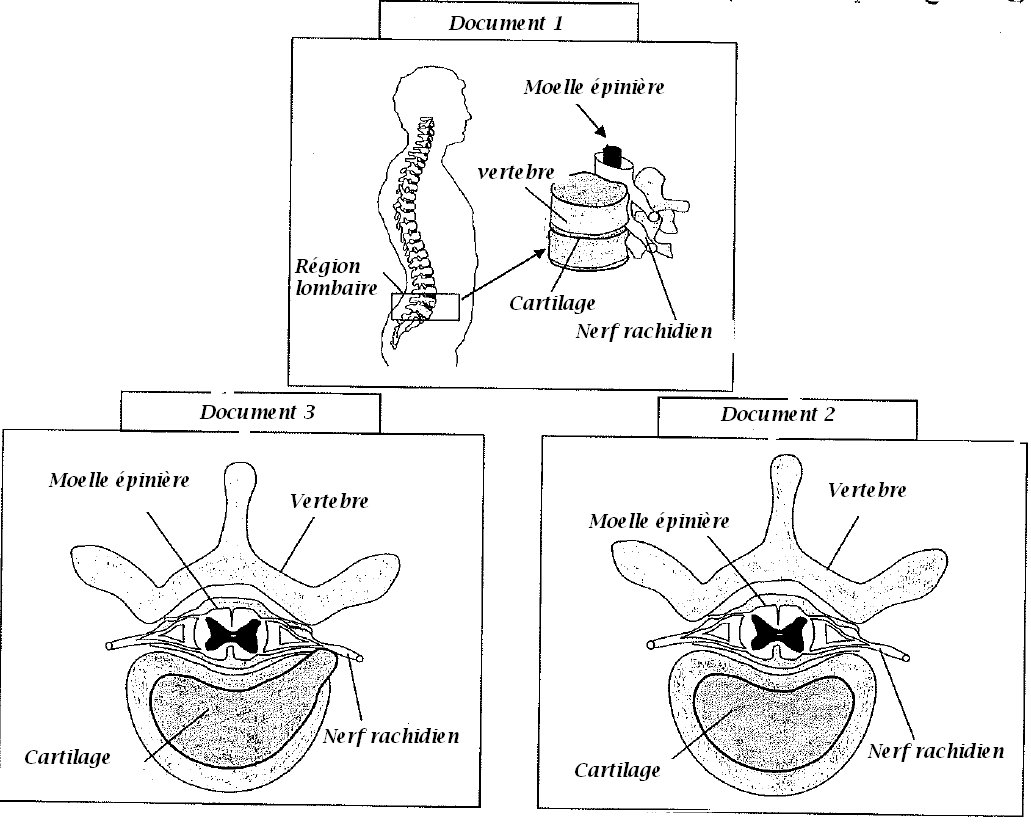 Document 1
Moelle épinière
vertebre
Région
lombaire
Cartilage
Nerf rachidien
Document 3
Moelle épinière
Vertebre
Cartilage
Nerf rachidien
Document 2
Moelle épinière
Vertebre
Cartilage
Nerf rachidien